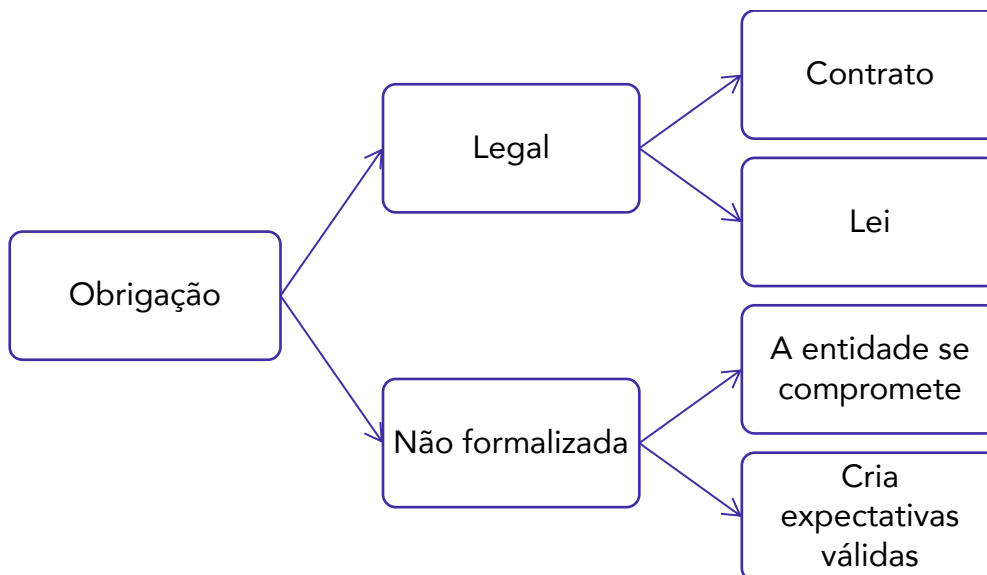 Obrigação
Legal
Contrato
Lei
Não formalizada
A entidade se
compromete
Cria
expectativas
válidas